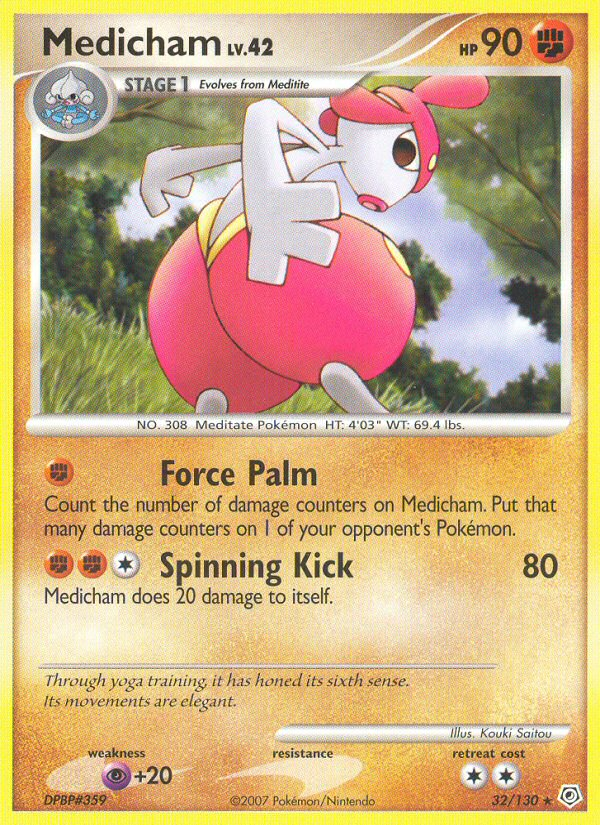 Medicham LV.42 HP 90
STAGE 1 Evolves from Meditite
NO. 308 Meditate Pokémon HT: 4'03" WT: 69.4 lbs.
Force Palm
Count the number of damage counters on Medicham. Put that
many damage counters on 1 of your opponent's Pokémon.
Spinning Kick 80
Medicham does 20 damage to itself.
Through yoga training, it has honed its sixth sense.
Its movements are elegant.
Illus. Kouki Saitou
weakness resistance retreat cost
+20
DPBP#359 ©2007 Pokémon/Nintendo 32/130 ★